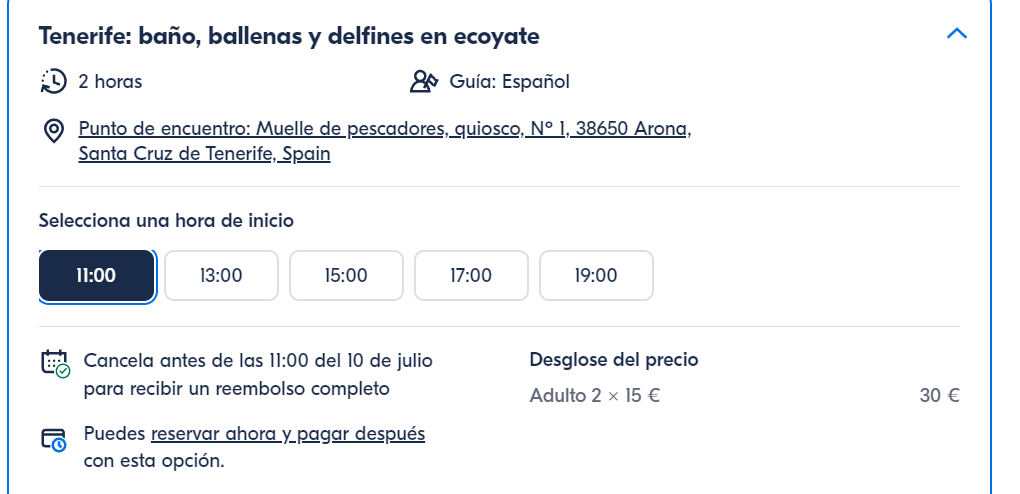 Tenerife: baño, ballenas y delfines en ecoyate
2 horas
Guía: Español
Punto de encuentro: Muelle de pescadores, quiosco, Nº 1, 38650 Arona,
Santa Cruz de Tenerife, Spain
Selecciona una hora de inicio
11:00
13:00
15:00
17:00
19:00
Cancela antes de las 11:00 del 10 de julio
para recibir un reembolso completo
Puedes reservar ahora y pagar después
con esta opción.
Desglose del precio
Adulto 2 × 15 €
30 €